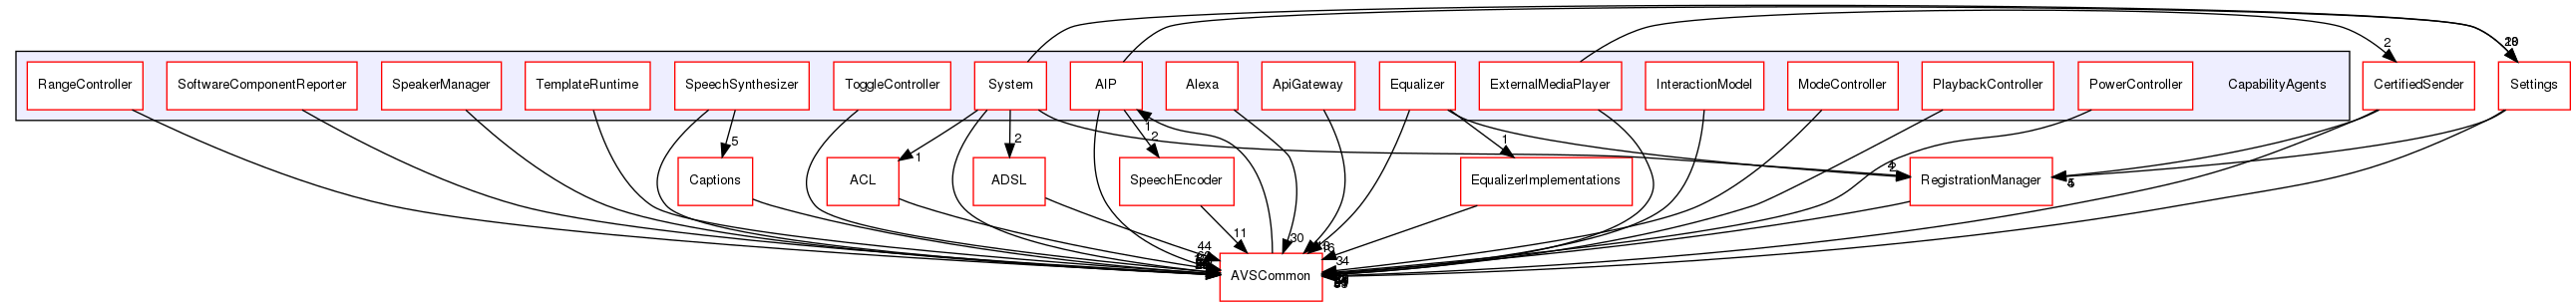 2
RangeController
SoftwareComponentReporter
SpeakerManager
TemplateRuntime
SpeechSynthesizer
ToggleController
System
AIP
Alexa
ApiGateway
Equalizer
ExternalMediaPlayer
InteractionModel
ModeController
PlaybackController
PowerController
CapabilityAgents
CertifiedSender
Settings
5
1
2
1
2
1
Captions
ACL
ADSL
SpeechEncoder
EqualizerImplementations
RegistrationManager
44
11
30
34
AVSCommon